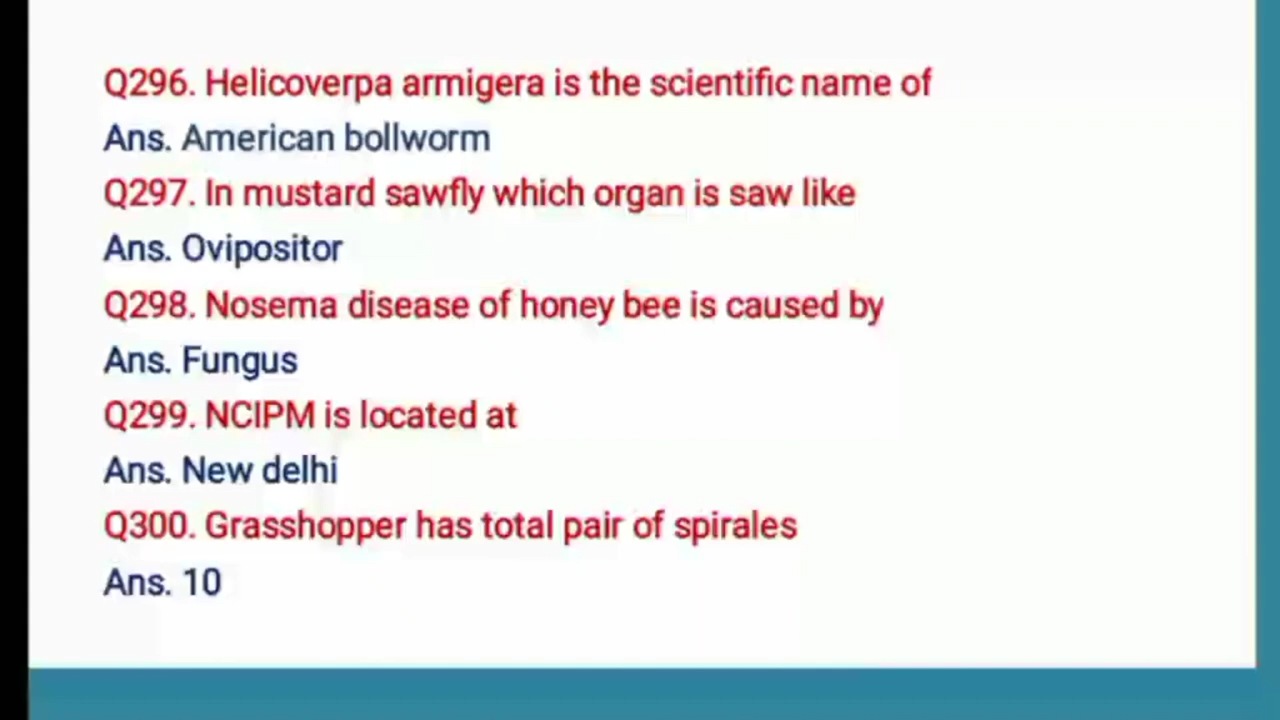 Q296. Helicoverpa armigera is the scientific name of
Ans. American bollworm
Q297. In mustard sawfly which organ is saw like
Ans. Ovipositor
Q298. Nosema disease of honey bee is caused by
Ans. Fungus
Q299. NCIPM is located at
Ans. New delhi
Q300. Grasshopper has total pair of spirales
Ans. 10